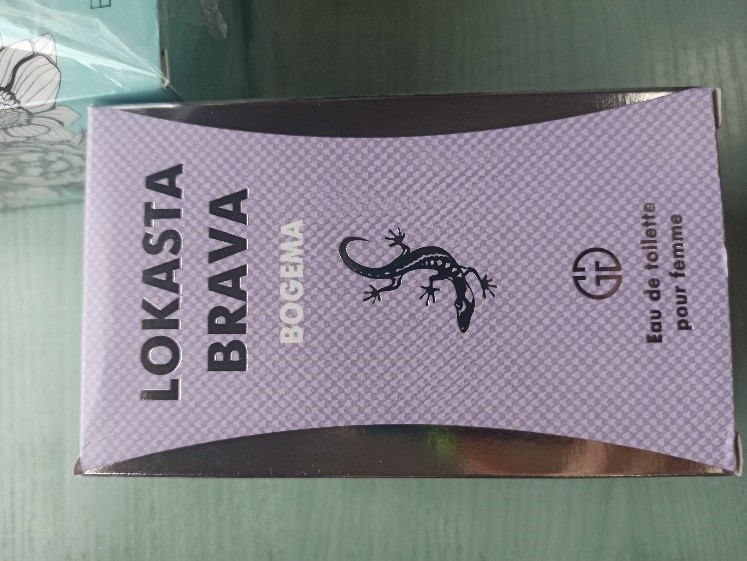 LOKASTA
BRAVA
BOGEMA
Eau de toilette
pour femme